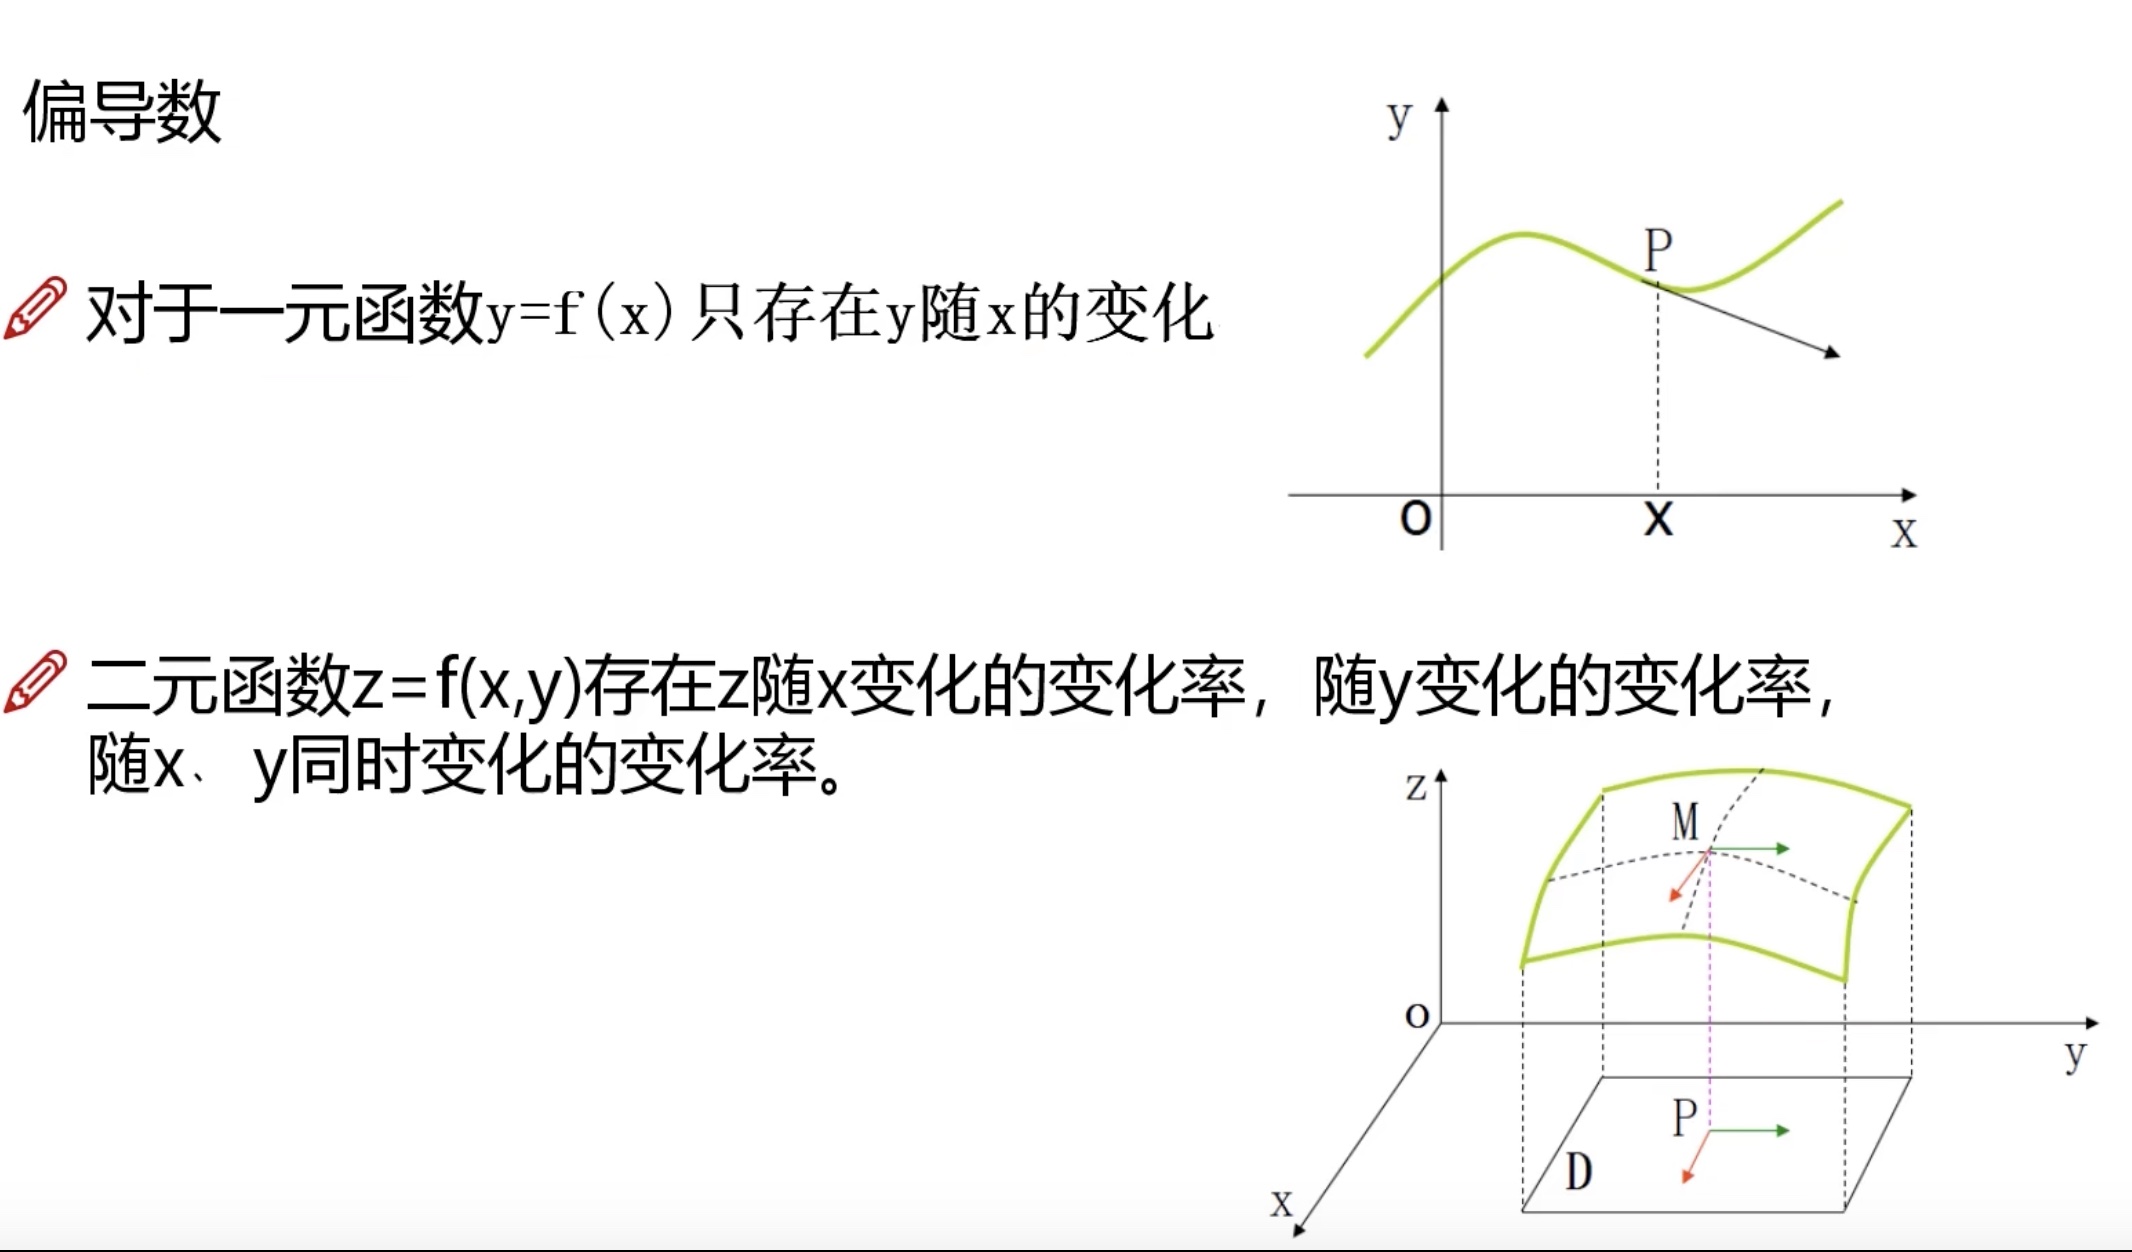 偏导数
对于一元函数y=f(x)只存在y随x的变化
y
P
O
X
x
二元函数z=f(x,y)存在z随x变化的变化率，随y变化的变化率，
随x、y同时变化的变化率。
z
M
o
y
P
D
x